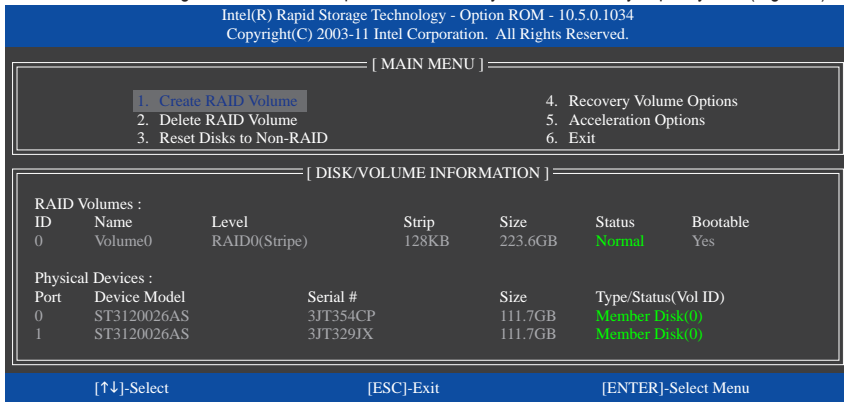 Intel(R) Rapid Storage Technology - Option ROM - 10.5.0.1034
Copyright(C) 2003-11 Intel Corporation. All Rights Reserved.
[ MAIN MENU ]
1. Create RAID Volume 4. Recovery Volume Options
2. Delete RAID Volume 5. Acceleration Options
3. Reset Disks to Non-RAID 6. Exit
[ DISK/VOLUME INFORMATION ]
RAID Volumes :
ID Name Level Strip Size Status Bootable
0 Volume0 RAID0(Stripe) 128KB 223.6GB Normal Yes
Physical Devices :
Port Device Model Serial # Size Type/Status(Vol ID)
0 ST3120026AS 3JT354CP 111.7GB Member Disk(0)
1 ST3120026AS 3JT329JX 111.7GB Member Disk(0)
[↑↓]-Select [ESC]-Exit [ENTER]-Select Menu